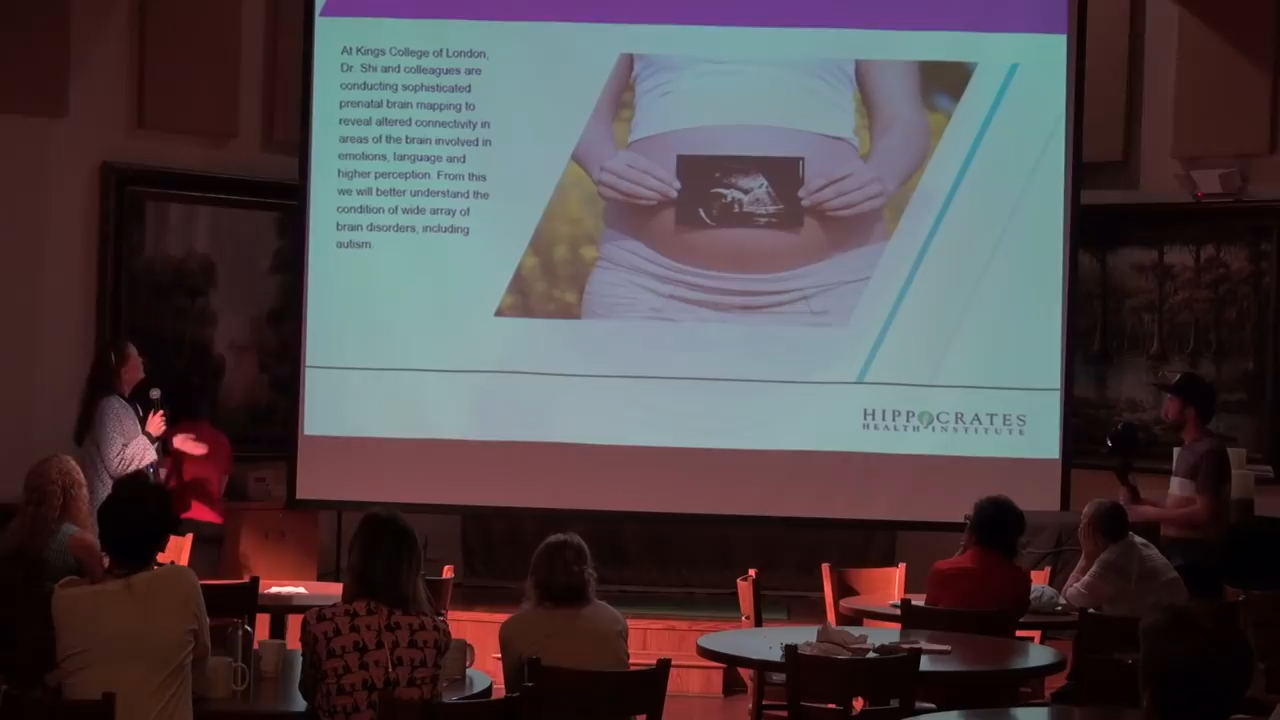 At Kings College of London,
Dr. Shi and colleagues are
conducting sophisticated
prenatal brain mapping to
reveal altered connectivity in
areas of the brain involved in
emotions, language and
higher perception. From this
we will better understand the
condition of wide array of
brain disorders, including
autism.
HIPPOCRATES
HEALTH INSTITUTE